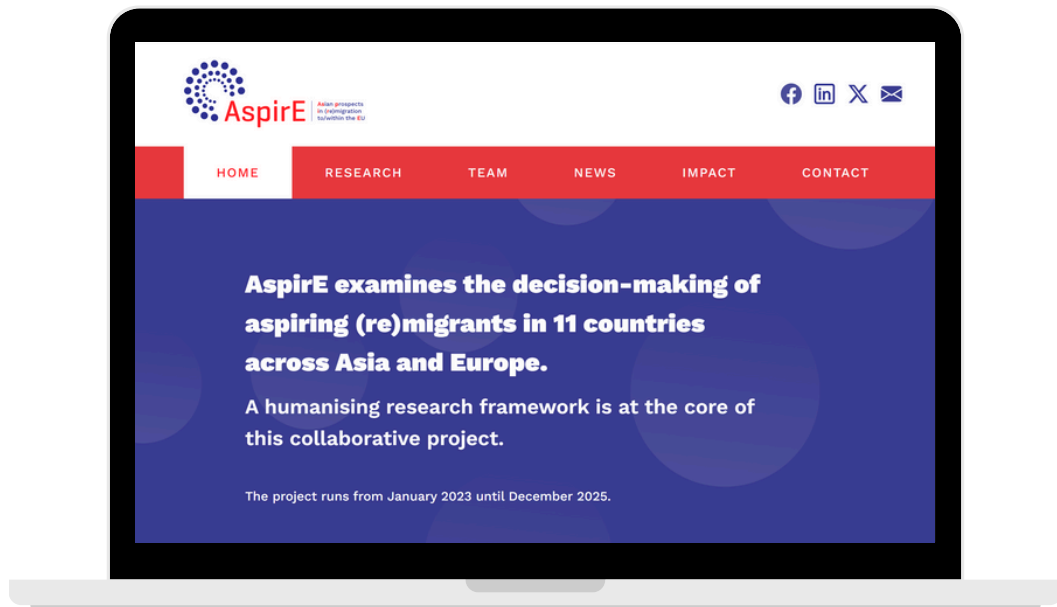 AspirE
Asian prospects
in (re)migration
to/within the EU
HOME RESEARCH TEAM NEWS IMPACT CONTACT
AspirE examines the decision-making of
aspiring (re)migrants in 11 countries
across Asia and Europe.
A humanising research framework is at the core of
this collaborative project.
The project runs from January 2023 until December 2025.